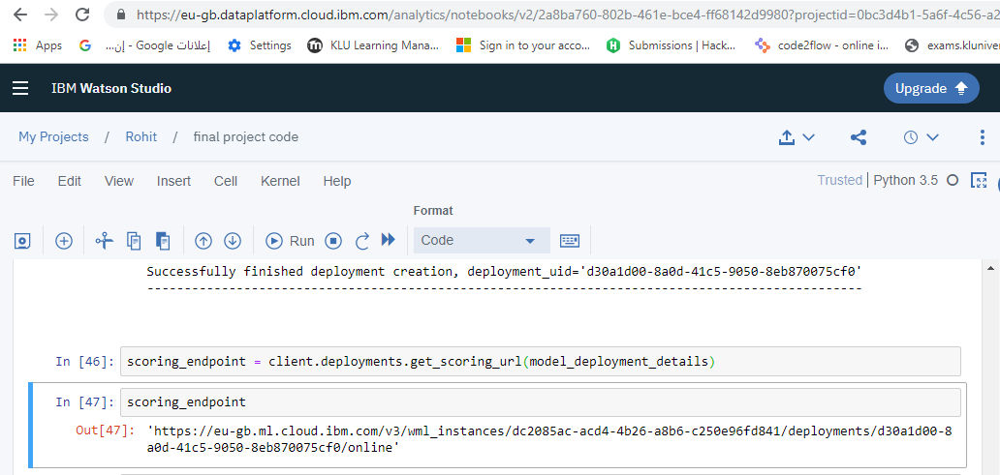 https://eu-gb.dataplatform.cloud.ibm.com/analytics/notebooks/v2/2a8ba760-802b-461e-bce4-ff68142d9980?projectid=0bc3d4b1-5a6f-4c56-a2
Apps إعلانات Google - إن... Settings KLU Learning Mana... Sign in to your acco... Submissions | Hack... code2flow - online i... exams.kluniver
IBM Watson Studio Upgrade
My Projects / Rohit / final project code
File Edit View Insert Cell Kernel Help Trusted | Python 3.5
Format
Run Code
Successfully finished deployment creation, deployment_uid='d30a1d00-8a0d-41c5-9050-8eb870075cf0'
------------------------------------------------------------------------------------------------
In [46]: scoring_endpoint = client.deployments.get_scoring_url(model_deployment_details)
In [47]: scoring_endpoint
Out[47]: 'https://eu-gb.ml.cloud.ibm.com/v3/wml_instances/dc2085ac-acd4-4b26-a8b6-c250e96fd841/deployments/d30a1d00-8
a0d-41c5-9050-8eb870075cf0/online'